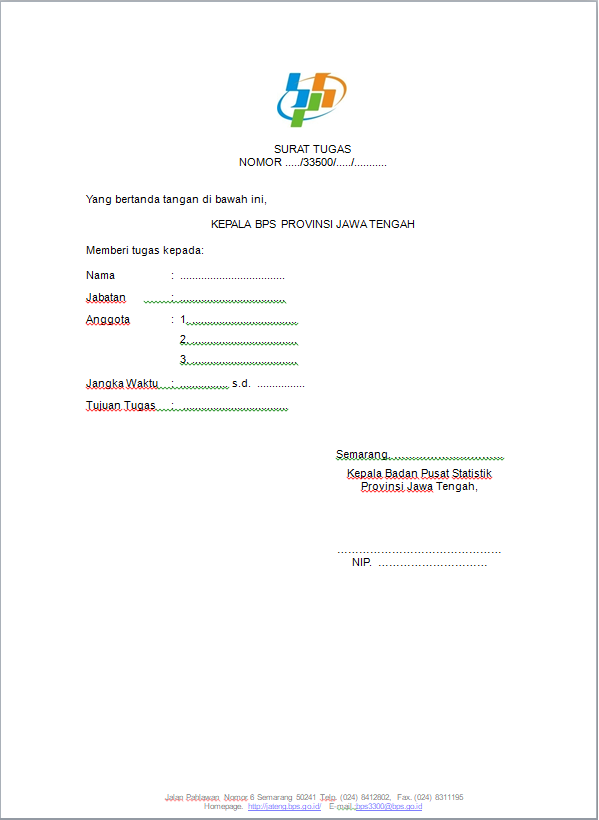 SURAT TUGAS
NOMOR ...../33500/...../...........
Yang bertanda tangan di bawah ini,
KEPALA BPS PROVINSI JAWA TENGAH
Memberi tugas kepada:
Nama : ...................................
Jabatan : ...................................
Anggota : 1. ...................................
2. ...................................
3. ...................................
Jangka Waktu : ................ s.d. ................
Tujuan Tugas : ...................................
Semarang, ....................................
Kepala Badan Pusat Statistik
Provinsi Jawa Tengah,
………………………………………
NIP. …………………………
Jalan Pahlawan Nomor 6 Semarang 50241 Telp. (024) 8412802, Fax. (024) 8311195
Homepage. http://jateng.bps.go.id/ E-mail:bps3300@bps.go.id